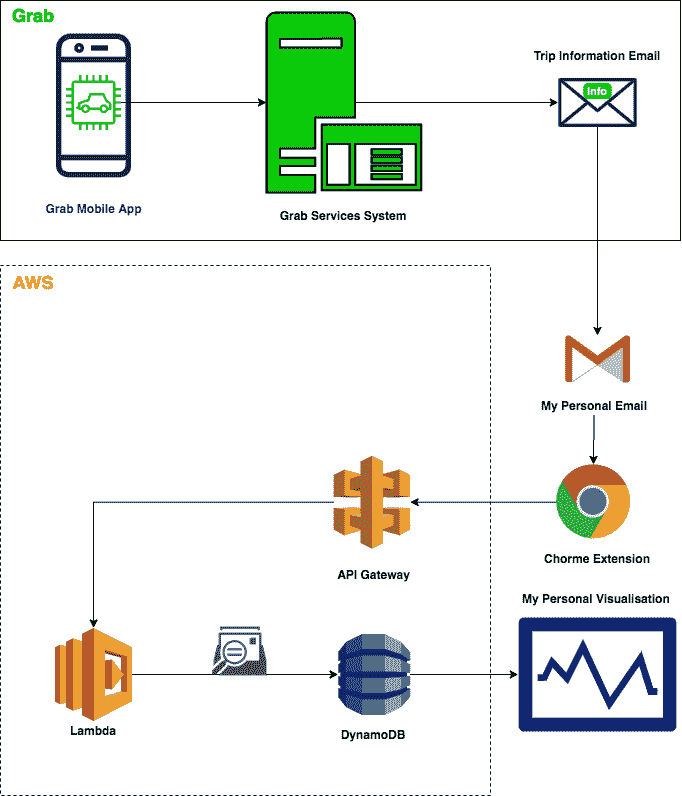 Grab
Trip Information Email
Info
Grab Mobile App
Grab Services System
AWS
My Personal Email
Chorme Extension
API Gateway
My Personal Visualisation
Lambda
DynamoDB